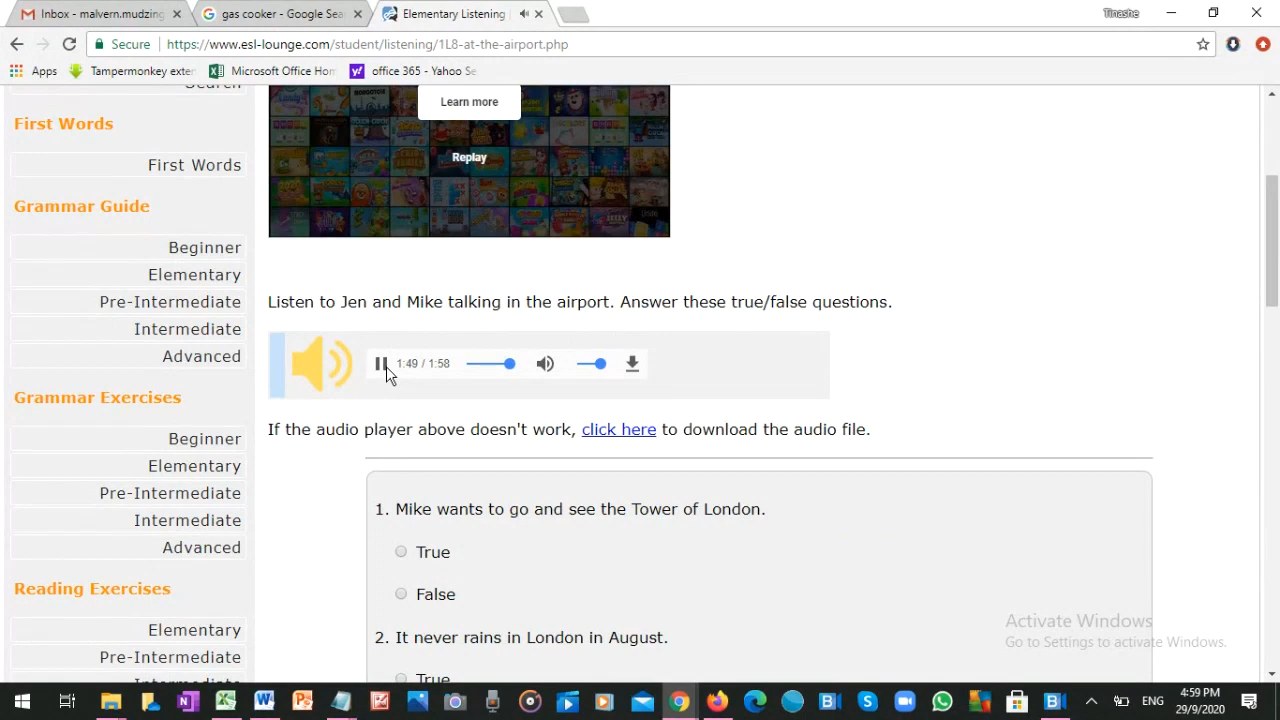 Inbox - malvern.mudzing
gas cooker - Google Sea
Elementary Listening
Tinashe
Secure
https://www.esl-lounge.com/student/listening/1L8-at-the-airport.php
Apps
Tampermonkey exter
Microsoft Office Hom
office 365 - Yahoo Se
Search
First Words
First Words
Grammar Guide
Beginner
Elementary
Pre-Intermediate
Intermediate
Advanced
Grammar Exercises
Beginner
Elementary
Pre-Intermediate
Intermediate
Advanced
Reading Exercises
Elementary
Pre-Intermediate
Intermediate
Learn more
Replay
Listen to Jen and Mike talking in the airport. Answer these true/false questions.
1:49 / 1:58
If the audio player above doesn't work, click here to download the audio file.
1. Mike wants to go and see the Tower of London.
True
False
2. It never rains in London in August.
True
Activate Windows
Go to Settings to activate Windows.
ENG
4:59 PM
29/9/2020